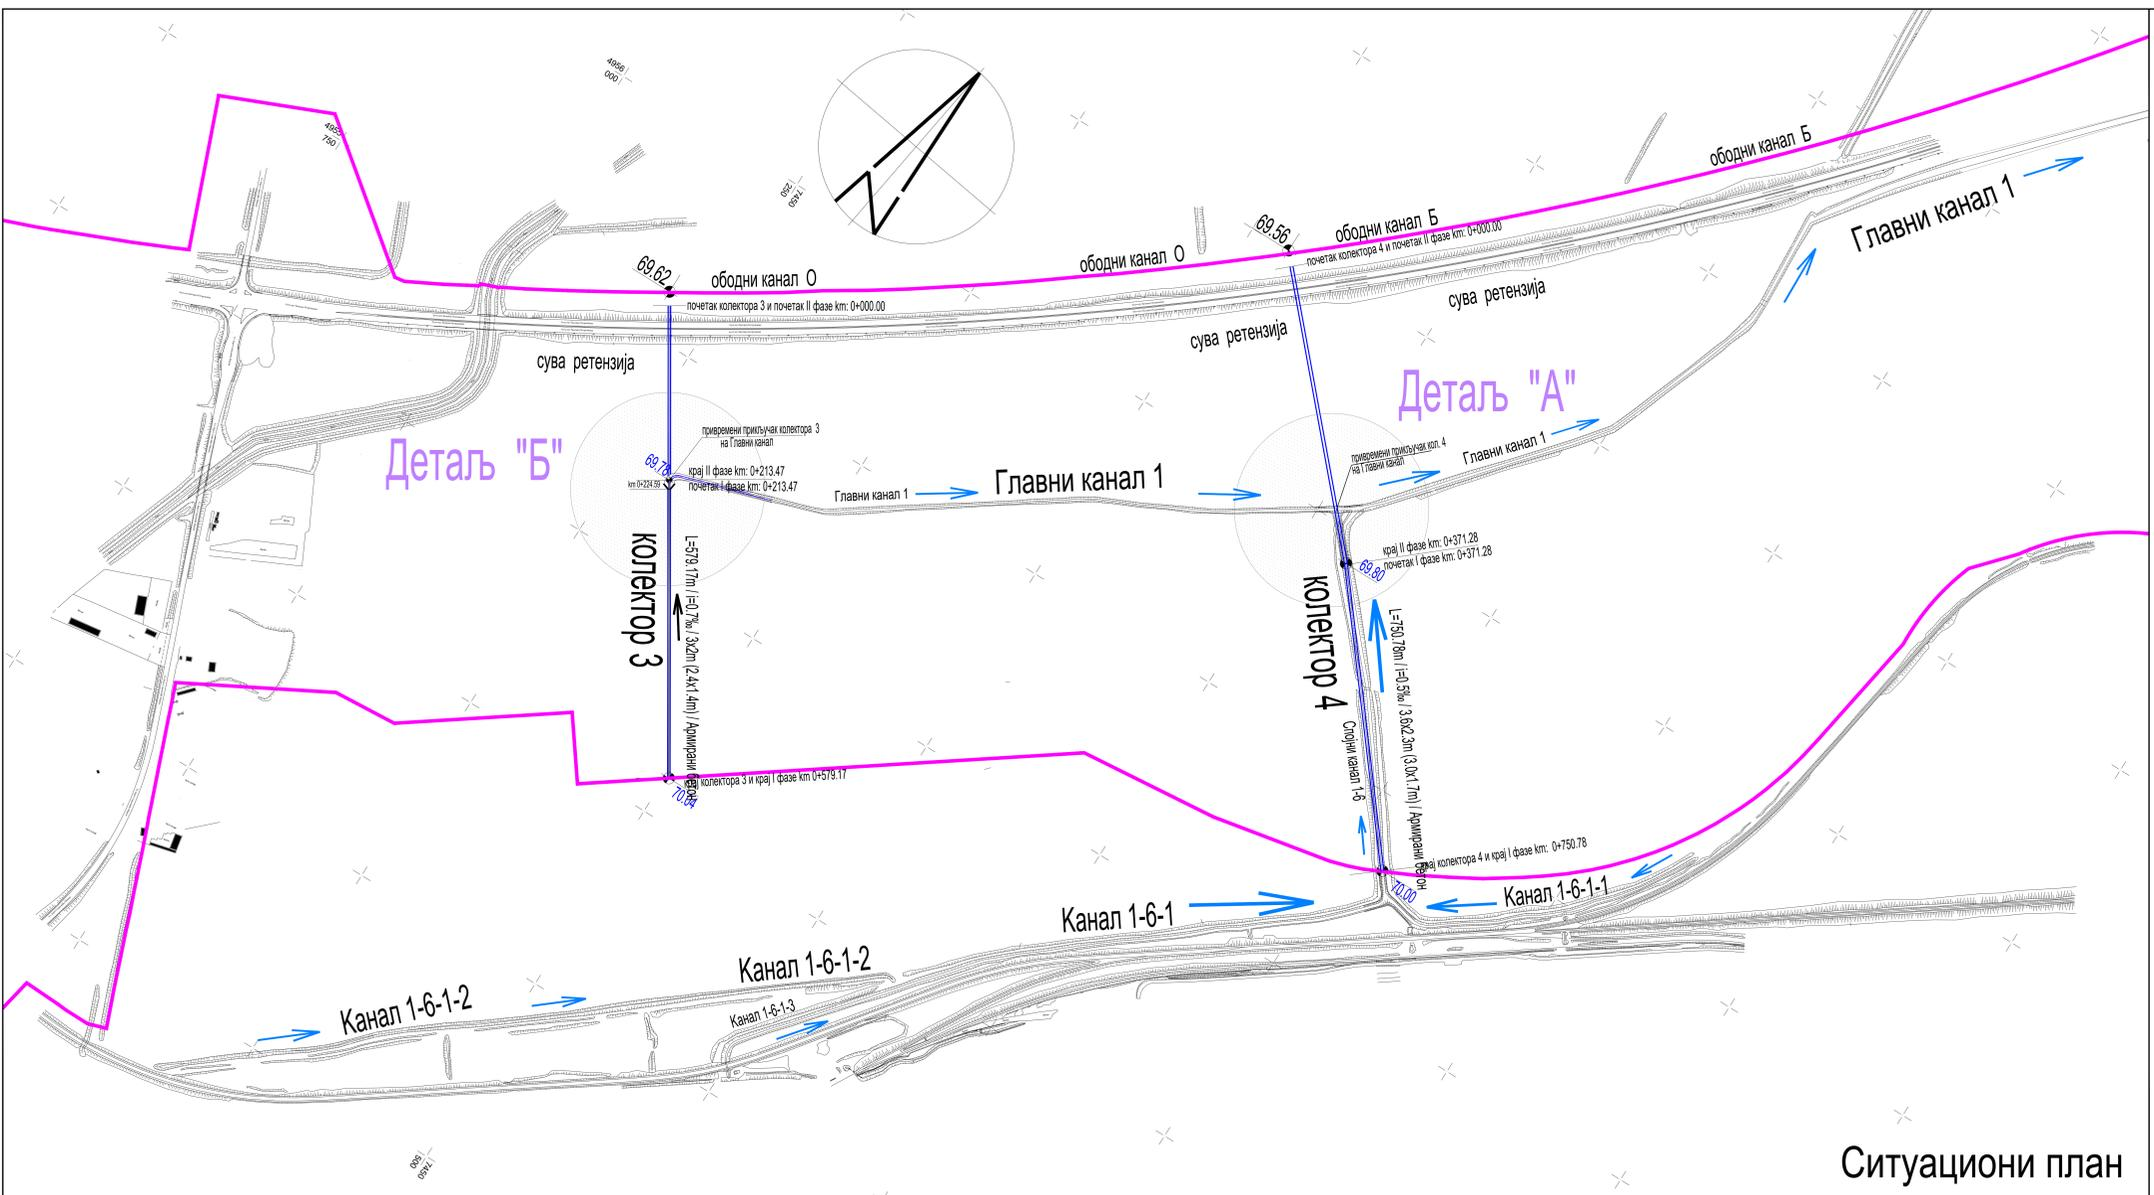 4956
000
4955
750
7450
250
ободни канал Б
Главни канал 1
69.56
ободни канал Б
почетак колектора 4 и почетак II фазе km: 0+000.00
69.62
ободни канал О
ободни канал О
почетак колектора 3 и почетак II фазе km: 0+000.00
сува ретензија
сува ретензија
сува ретензија
Детаљ "А"
Детаљ "Б"
привремени прикључак колектора 3
на Главни канал
69.78
крај II фазе km: 0+213.47
почетак I фазе km: 0+213.47
km 0+224.59
Главни канал 1
Главни канал 1
привремени прикључак кол. 4
на Главни канал
Главни канал 1
крај II фазе km: 0+371.28
почетак I фазе km: 0+371.28
69.80
колектор 3
L=579.17m / i=0.7‰ / 3x2m (2.4x1.4m) / Армирани бетон
колектор 4
L=750.78m / i=0.5‰ / 3.6x2.3m (3.0x1.7m) / Армирани бетон
Спојни канал 1-6
крај колектора 3 и крај I фазе km 0+579.17
70.04
крај колектора 4 и крај I фазе km: 0+750.78
70.00
Канал 1-6-1-1
Канал 1-6-1
Канал 1-6-1-2
Канал 1-6-1-2
Канал 1-6-1-3
7450
500
Ситуациони план